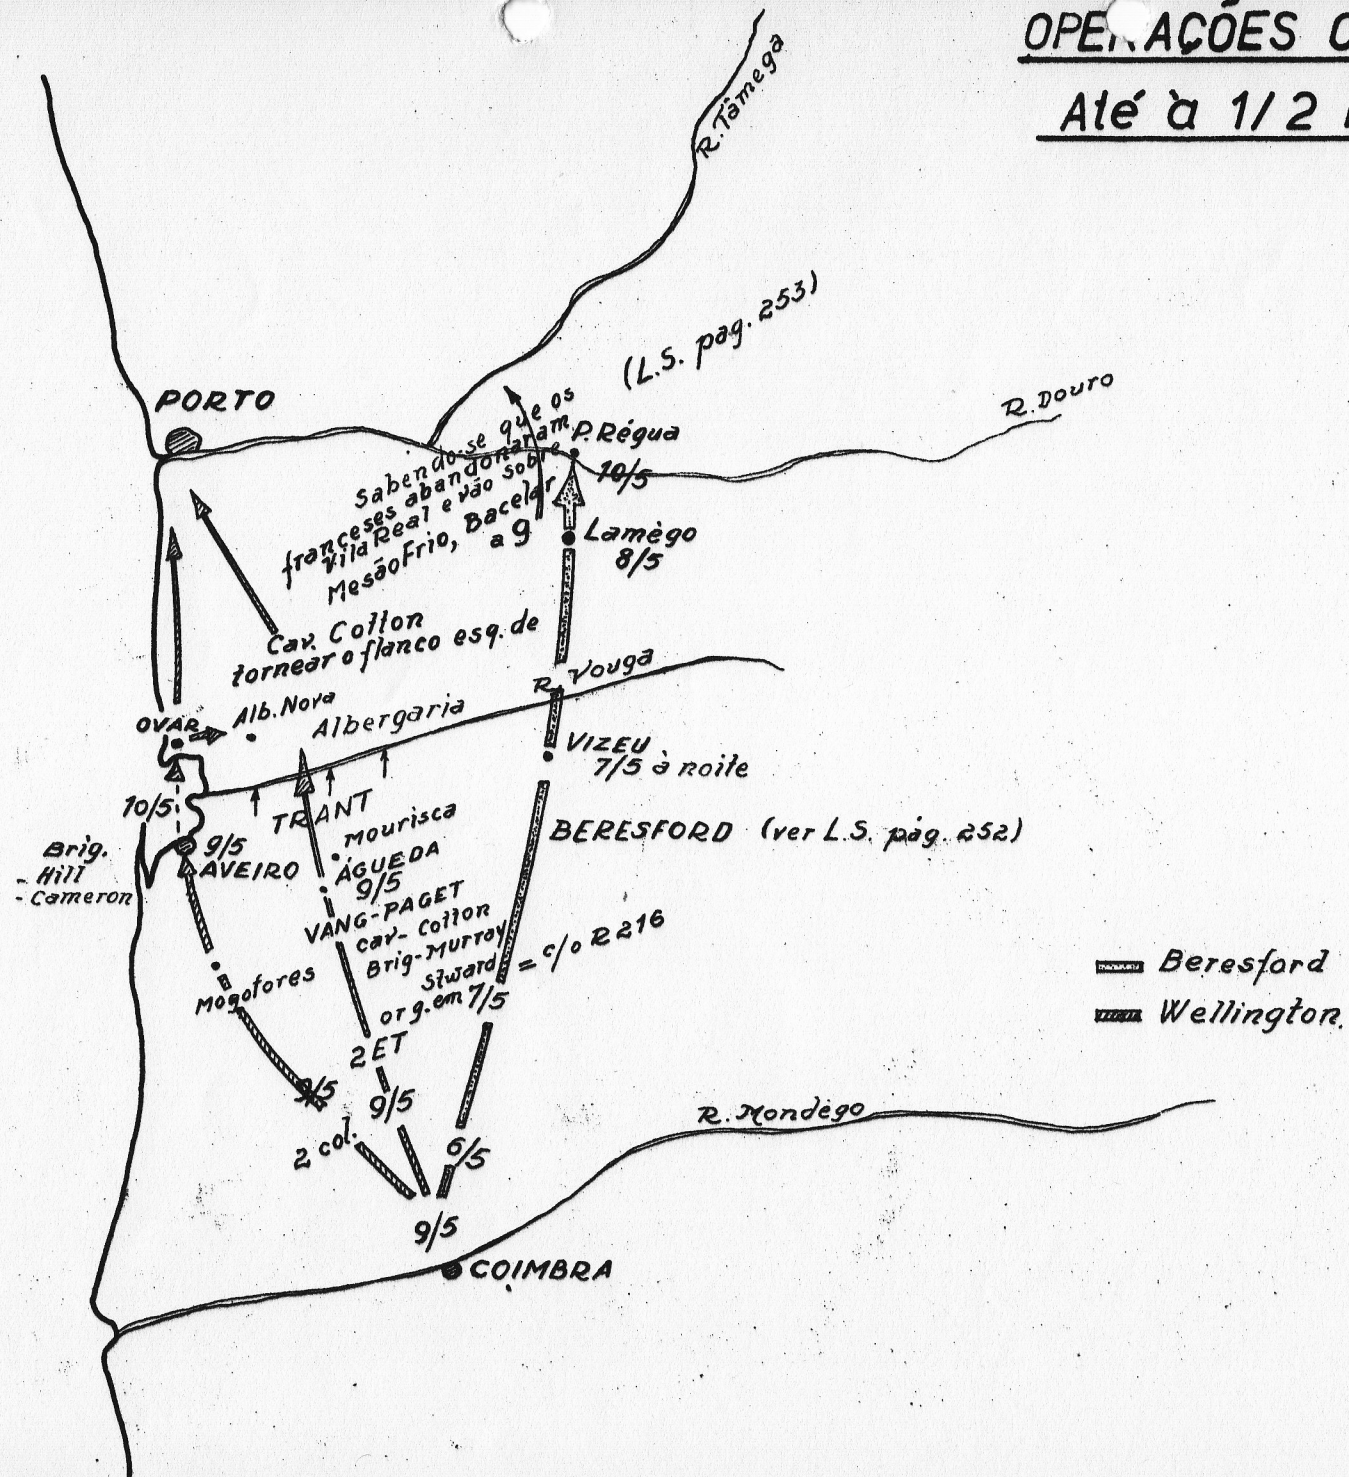 OPERAÇÕES
Até à 1/2
R. Tâmega
(L.S. pag. 253)
PORTO
R. Douro
Sabendo-se que os
franceses abandonaram
Vila Real e vão sobre
Mesão Frio, Bacelar
a 9
P. Régua
10/5
Lamègo
8/5
Cav. Cotton
tornear o flanco esq. de
R. Vouga
Alb. Nova
OVAR
Albergaria
VIZEU
7/5 à noite
10/5
TRANT
Mourisca
BERESFORD (ver L.S. pág. 252)
Brig.
- Hill
- Cameron
9/5
AVEIRO
ÁGUEDA
9/5
VANG-PAGET
cav- Cotton
Brig-Murray
Stward
= c/o R 216
org. em 7/5
Mogofores
Beresford
Wellington.
2 ET
9/5
9/5
2 col.
6/5
R. Mondègo
9/5
COIMBRA